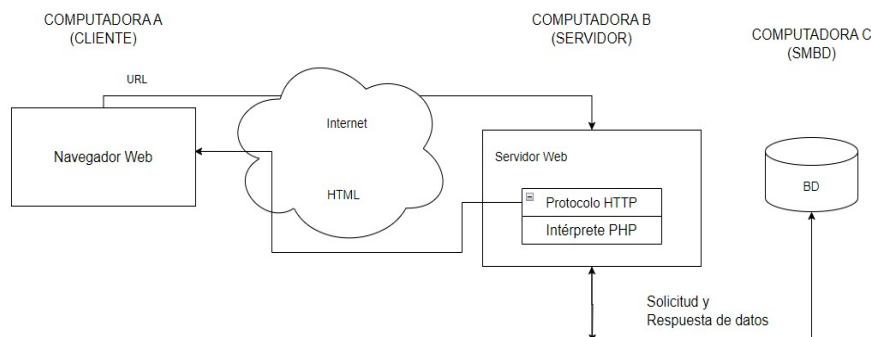 COMPUTADORA A
(CLIENTE)
COMPUTADORA B
(SERVIDOR)
COMPUTADORA C
(SMBD)
URL
Navegador Web
Internet
HTML
Servidor Web
Protocolo HTTP
Intérprete PHP
BD
Solicitud y
Respuesta de datos